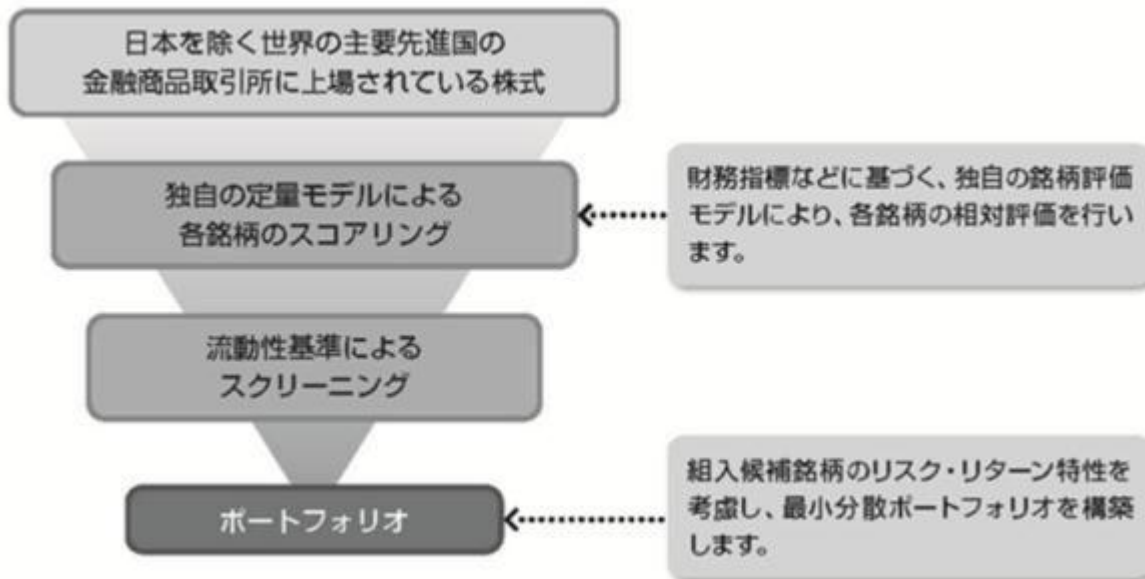 日本を除く世界の主要先進国の
金融商品取引所に上場されている株式
独自の定量モデルによる
各銘柄のスコアリング
財務指標などに基づく、独自の銘柄評価
モデルにより、各銘柄の相対評価を行い
ます。
流動性基準による
スクリーニング
ポートフォリオ
組入候補銘柄のリスク・リターン特性を
考慮し、最小分散ポートフォリオを構築
します。